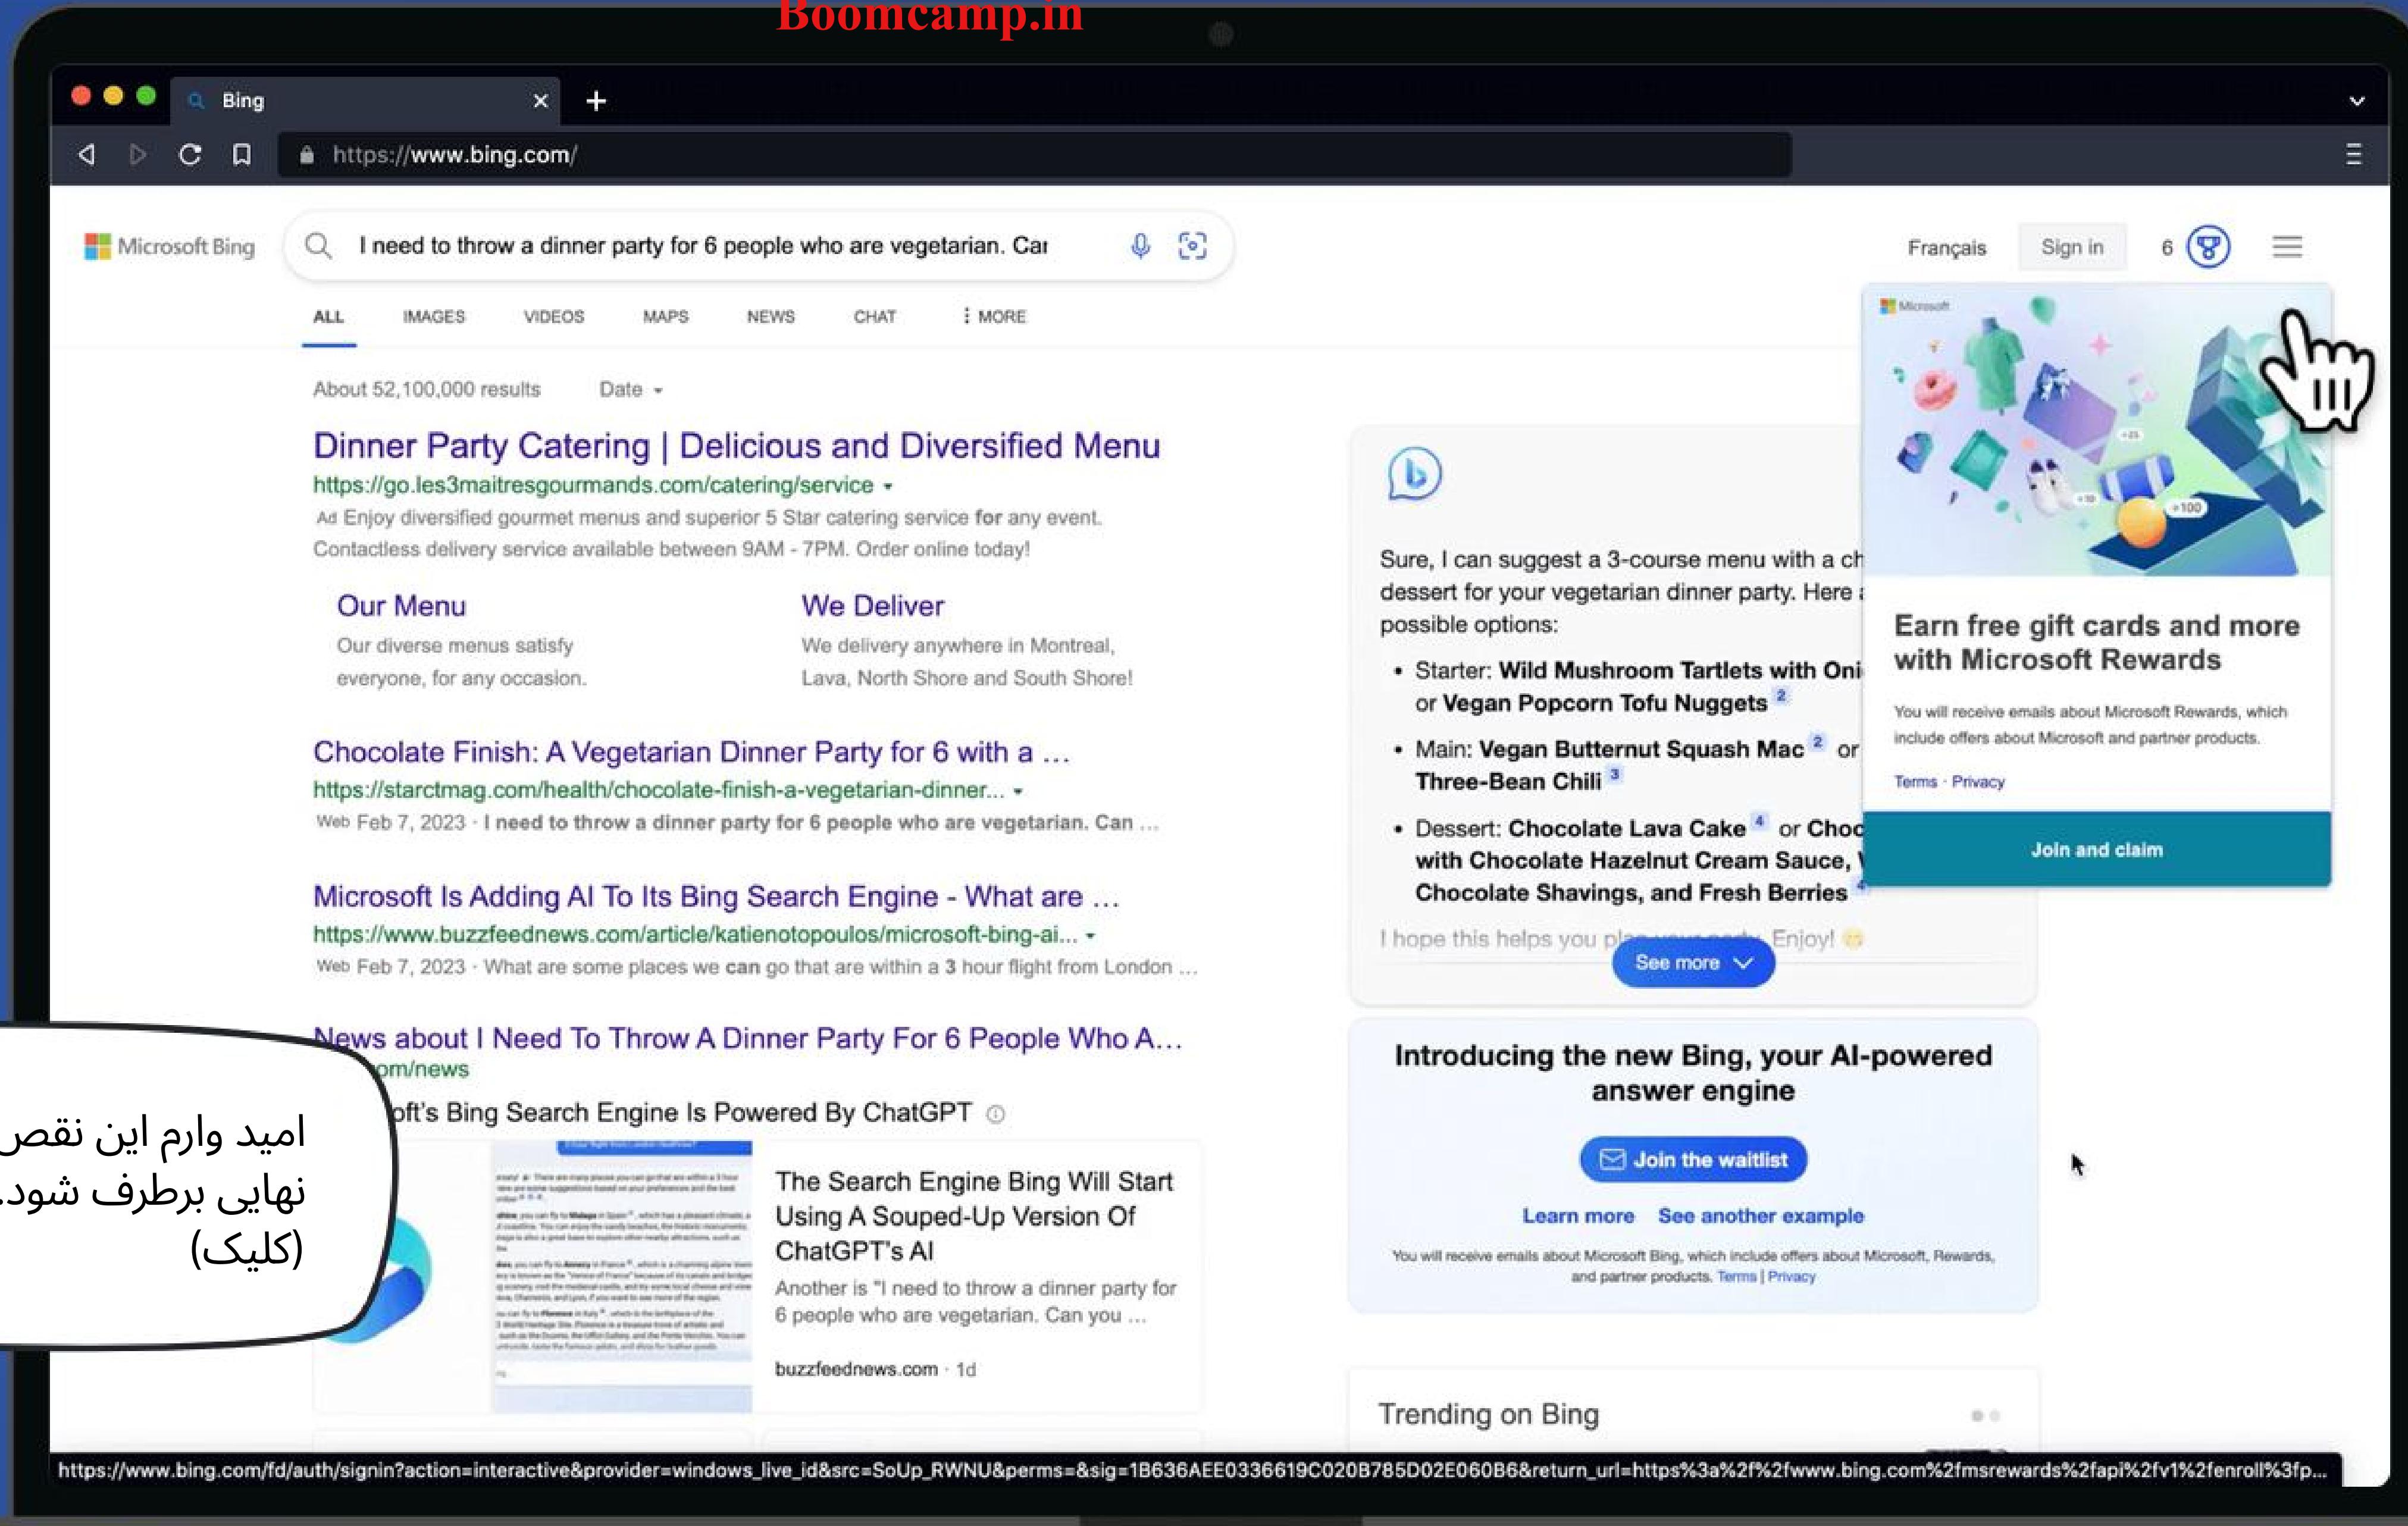 Boomcamp.in
Bing
https://www.bing.com/
Microsoft Bing
I need to throw a dinner party for 6 people who are vegetarian. Car
Français
Sign in
6
ALL
IMAGES
VIDEOS
MAPS
NEWS
CHAT
MORE
About 52,100,000 results
Date
Dinner Party Catering | Delicious and Diversified Menu
https://go.les3maitresgourmands.com/catering/service
Ad Enjoy diversified gourmet menus and superior 5 Star catering service for any event.
Contactless delivery service available between 9AM - 7PM. Order online today!
Our Menu
Our diverse menus satisfy
everyone, for any occasion.
We Deliver
We delivery anywhere in Montreal,
Lava, North Shore and South Shore!
Chocolate Finish: A Vegetarian Dinner Party for 6 with a ...
https://starctmag.com/health/chocolate-finish-a-vegetarian-dinner...
Web Feb 7, 2023 · I need to throw a dinner party for 6 people who are vegetarian. Can ...
Microsoft Is Adding AI To Its Bing Search Engine - What are ...
https://www.buzzfeednews.com/article/katienotopoulos/microsoft-bing-ai...
Web Feb 7, 2023 · What are some places we can go that are within a 3 hour flight from London ...
News about I Need To Throw A Dinner Party For 6 People Who A...
om/news
oft's Bing Search Engine Is Powered By ChatGPT
The Search Engine Bing Will Start
Using A Souped-Up Version Of
ChatGPT's AI
Another is "I need to throw a dinner party for
6 people who are vegetarian. Can you ...
buzzfeednews.com · 1d
امید وارم این نقص
نهایی برطرف شود.
(کلیک)
Sure, I can suggest a 3-course menu with a ch
dessert for your vegetarian dinner party. Here
possible options:
• Starter: Wild Mushroom Tartlets with Oni
or Vegan Popcorn Tofu Nuggets 2
• Main: Vegan Butternut Squash Mac 2 or
Three-Bean Chili 3
• Dessert: Chocolate Lava Cake 4 or Choc
with Chocolate Hazelnut Cream Sauce,
Chocolate Shavings, and Fresh Berries 4
I hope this helps you plan your party. Enjoy!
See more
Microsoft
+25
+10
+100
Earn free gift cards and more
with Microsoft Rewards
You will receive emails about Microsoft Rewards, which
include offers about Microsoft and partner products.
Terms · Privacy
Join and claim
Introducing the new Bing, your AI-powered
answer engine
Join the waitlist
Learn more See another example
You will receive emails about Microsoft Bing, which include offers about Microsoft, Rewards,
and partner products. Terms | Privacy
Trending on Bing
https://www.bing.com/fd/auth/signin?action=interactive&provider=windows_live_id&src=SoUp_RWNU&perms=&sig=1B636AEE0336619C020B785D02E060B6&return_url=https%3a%2f%2fwww.bing.com%2fmsrewards%2fapi%2fv1%2fenroll%3fp...